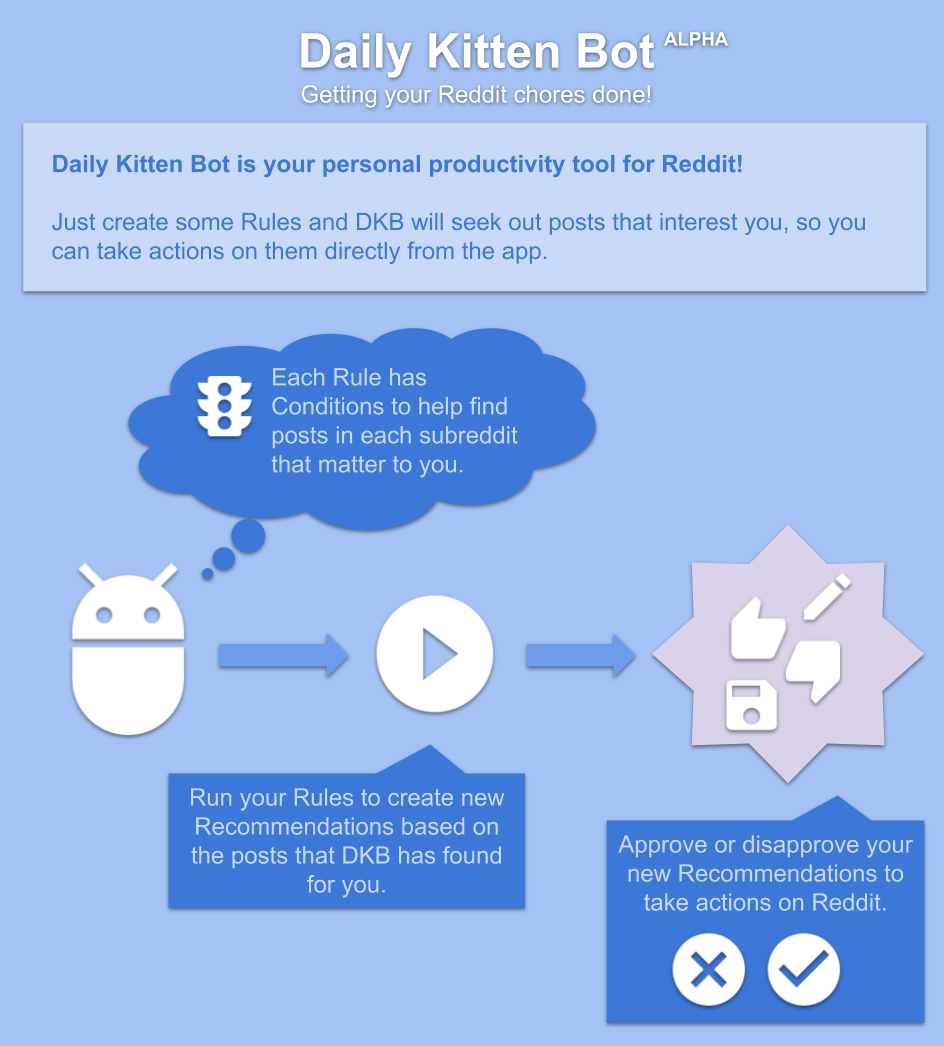 Daily Kitten Bot ALPHA
Getting your Reddit chores done!
Daily Kitten Bot is your personal productivity tool for Reddit!
Just create some Rules and DKB will seek out posts that interest you, so you
can take actions on them directly from the app.
Each Rule has
Conditions to help find
posts in each subreddit
that matter to you.
Run your Rules to create new
Recommendations based on
the posts that DKB has found
for you.
Approve or disapprove your
new Recommendations to
take actions on Reddit.